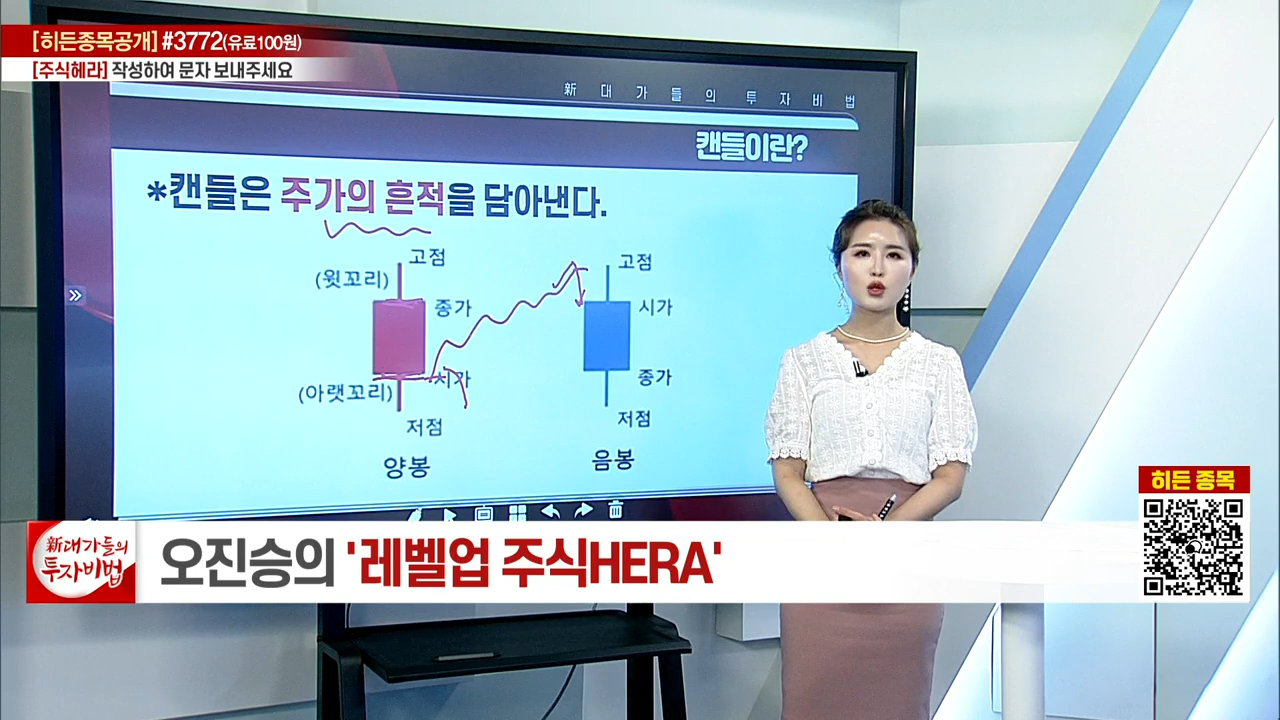 [히든종목공개] #3772(유료100원)
[주식헤라] 작성하여 문자 보내주세요
新대가들의투자비법
캔들이란?
*캔들은 주가의 흔적을 담아낸다.
고점
(윗꼬리)
종가
시가
(아랫꼬리)
저점
양봉
고점
시가
종가
저점
음봉
히든 종목
新대가들의
투자비법
오진승의 '레벨업 주식HERA'